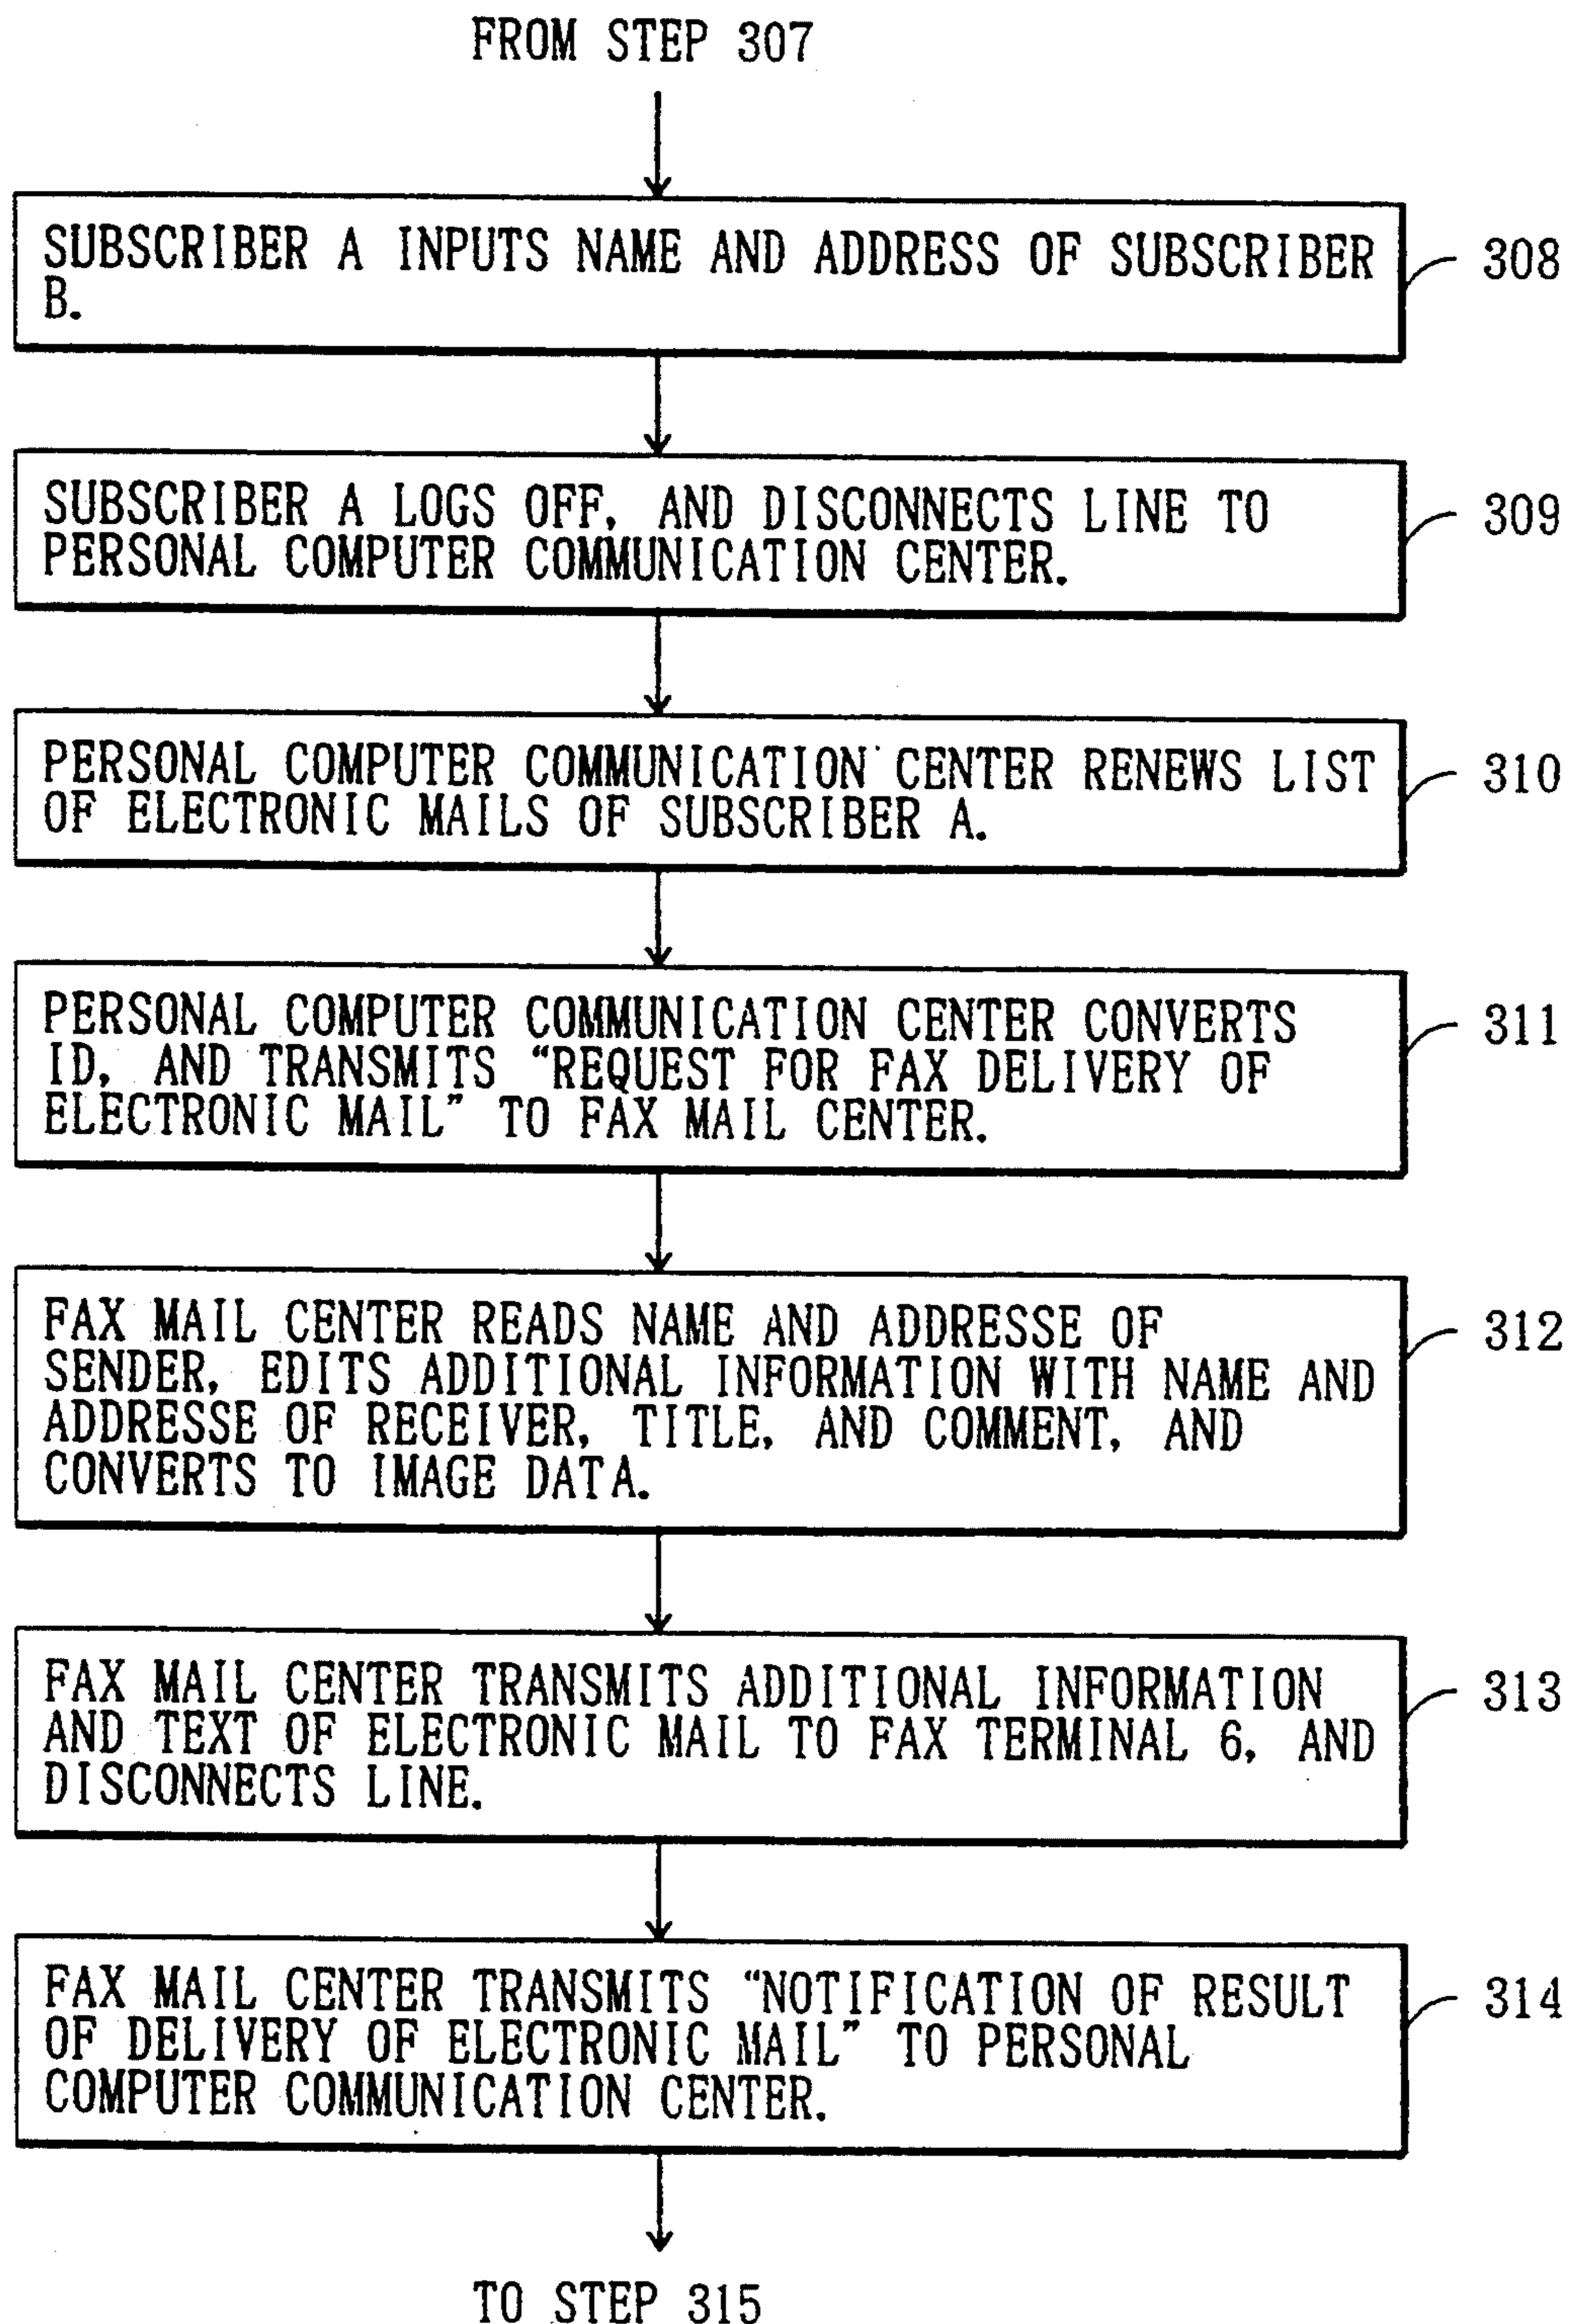 FROM STEP 307
SUBSCRIBER A INPUTS NAME AND ADDRESS OF SUBSCRIBER
B.
308
SUBSCRIBER A LOGS OFF, AND DISCONNECTS LINE TO
PERSONAL COMPUTER COMMUNICATION CENTER.
309
PERSONAL COMPUTER COMMUNICATION CENTER RENEWS LIST
OF ELECTRONIC MAILS OF SUBSCRIBER A.
310
PERSONAL COMPUTER COMMUNICATION CENTER CONVERTS
ID, AND TRANSMITS “REQUEST FOR FAX DELIVERY OF
ELECTRONIC MAIL” TO FAX MAIL CENTER.
311
FAX MAIL CENTER READS NAME AND ADDRESSE OF
SENDER, EDITS ADDITIONAL INFORMATION WITH NAME AND
ADDRESSE OF RECEIVER, TITLE, AND COMMENT, AND
CONVERTS TO IMAGE DATA.
312
FAX MAIL CENTER TRANSMITS ADDITIONAL INFORMATION
AND TEXT OF ELECTRONIC MAIL TO FAX TERMINAL 6, AND
DISCONNECTS LINE.
313
FAX MAIL CENTER TRANSMITS “NOTIFICATION OF RESULT
OF DELIVERY OF ELECTRONIC MAIL” TO PERSONAL
COMPUTER COMMUNICATION CENTER.
314
TO STEP 315